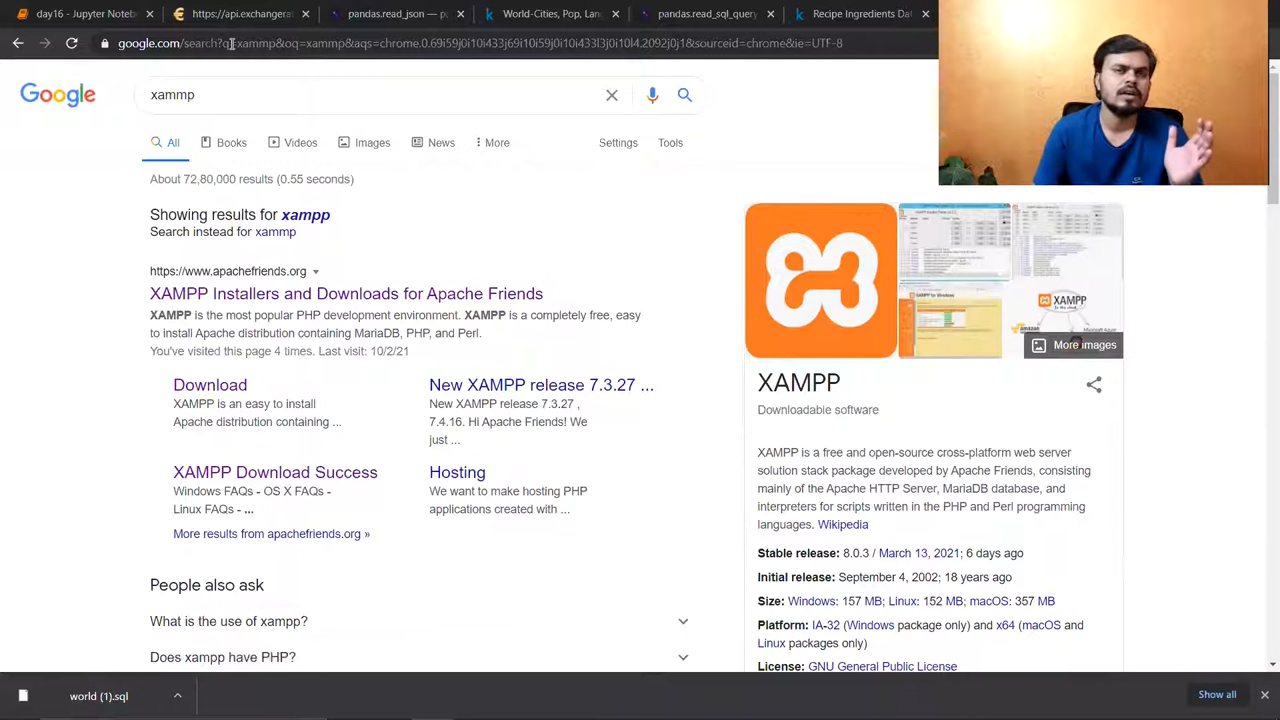 day16 - Jupyter Noteb
https://api.exchangera
pandas.read_json — p
World-Cities, Pop, Lan
pandas.read_sql_query
Recipe Ingredients Da
google.com/search?q=xammp&oq=xammp&aqs=chrome.0.69i59j0i10i433j69i10i59j0i10i433l3j0i10l4.2092j0j1&sourceid=chrome&ie=UTF-8
Google
xammp
All
Books
Videos
Images
News
More
Settings
Tools
About 72,80,000 results (0.55 seconds)
Showing results for xampp
Search instead for xammp
https://www.apachefriends.org
XAMPP Installers and Downloads for Apache Friends
XAMPP is the most popular PHP development environment. XAMPP is a completely free, easy
to install Apache distribution containing MariaDB, PHP, and Perl.
You've visited this page 4 times. Last visit: 10/2/21
Download
XAMPP is an easy to install
Apache distribution containing ...
New XAMPP release 7.3.27 ...
New XAMPP release 7.3.27 ,
7.4.16. Hi Apache Friends! We
just ...
XAMPP Download Success
Windows FAQs - OS X FAQs -
Linux FAQs - ...
Hosting
We want to make hosting PHP
applications created with ...
More results from apachefriends.org »
People also ask
What is the use of xampp?
Does xampp have PHP?
XAMPP
More images
XAMPP
Downloadable software
XAMPP is a free and open-source cross-platform web server
solution stack package developed by Apache Friends, consisting
mainly of the Apache HTTP Server, MariaDB database, and
interpreters for scripts written in the PHP and Perl programming
languages. Wikipedia
Stable release: 8.0.3 / March 13, 2021; 6 days ago
Initial release: September 4, 2002; 18 years ago
Size: Windows: 157 MB; Linux: 152 MB; macOS: 357 MB
Platform: IA-32 (Windows package only) and x64 (macOS and
Linux packages only)
License: GNU General Public License
world (1).sql
Show all